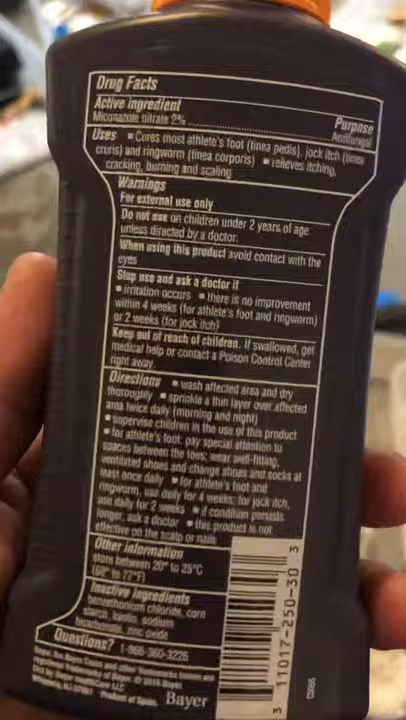 Drug Facts
Active ingredient
Purpose
Miconazole nitrate 2%
Antifungal
Uses ▪ Cures most athlete's foot (tinea pedis), jock itch (tinea
cruris) and ringworm (tinea corporis) ▪ relieves itching,
cracking, burning and scaling
Warnings
For external use only
Do not use on children under 2 years of age
unless directed by a doctor.
When using this product avoid contact with the
eyes
Stop use and ask a doctor if
▪ irritation occurs ▪ there is no improvement
within 4 weeks (for athlete's foot and ringworm)
or 2 weeks (for jock itch)
Keep out of reach of children. If swallowed, get
medical help or contact a Poison Control Center
right away.
Directions ▪ wash affected area and dry
thoroughly ▪ sprinkle a thin layer over affected
area twice daily (morning and night)
▪ supervise children in the use of this product
▪ for athlete's foot, pay special attention to
spaces between the toes; wear well-fitting,
ventilated shoes and change shoes and socks at
least once daily ▪ for athlete's foot and
ringworm, use daily for 4 weeks; for jock itch,
use daily for 2 weeks ▪ if condition persists
longer, ask a doctor ▪ this product is not
effective on the scalp or nails
Other information
store between 20° to 25°C
(68° to 77°F)
Inactive ingredients
benzethonium chloride, corn
starch, kaolin, sodium
bicarbonate, zinc oxide
Questions? 1-866-360-3226
Bayer
3 11017-250-30 3